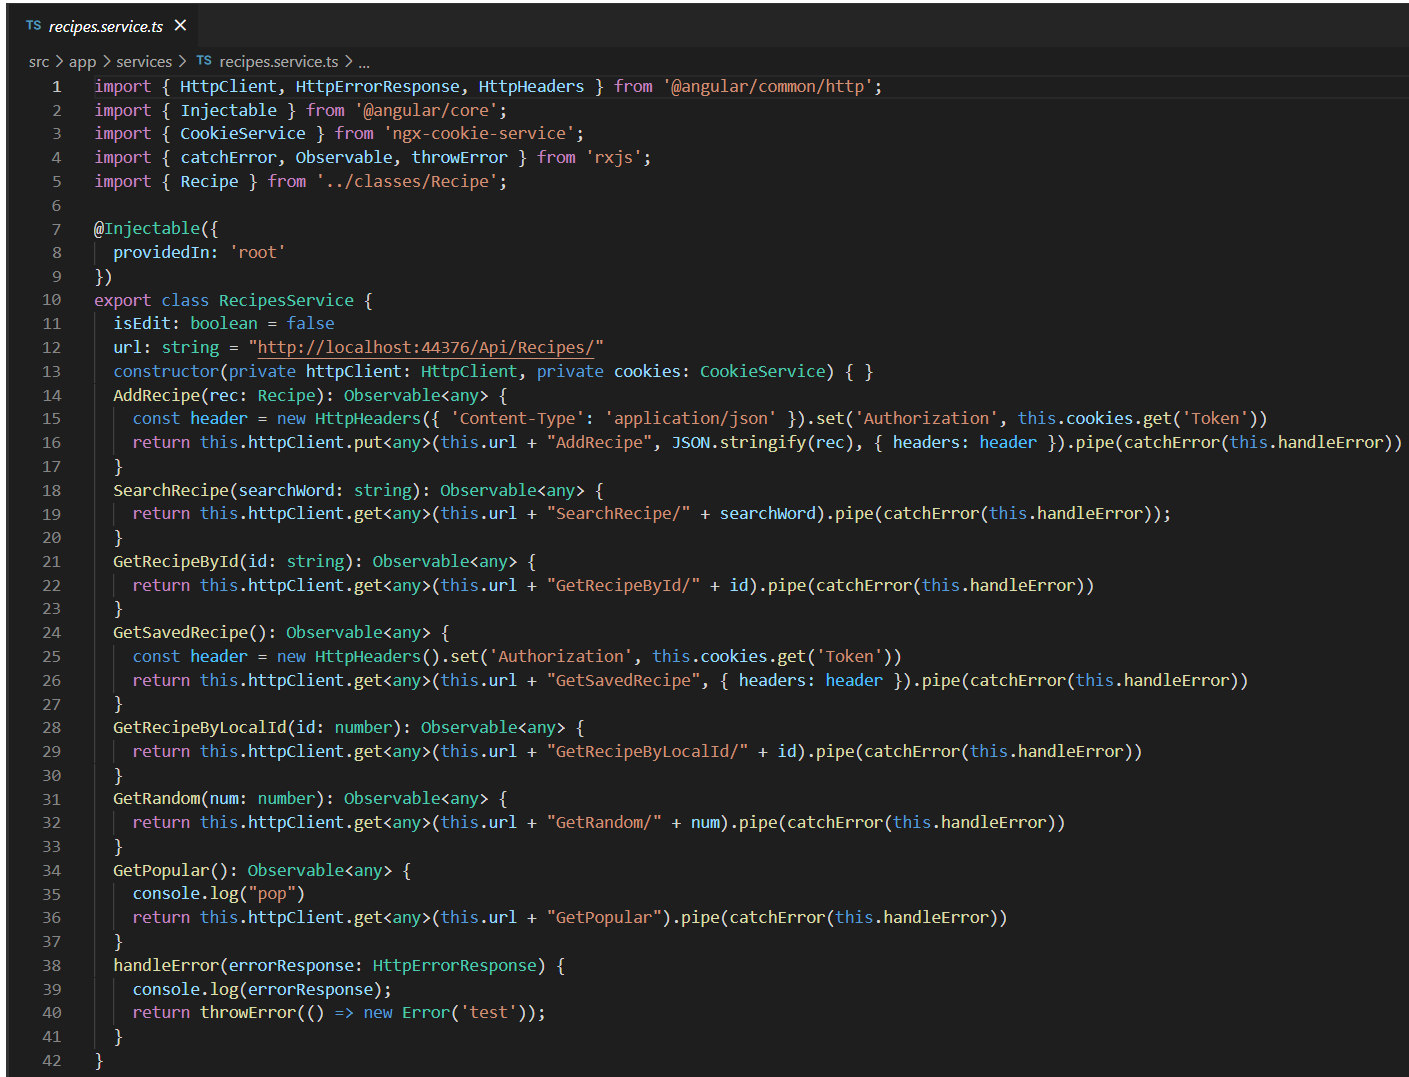 TS recipes.service.ts ×
src > app > services > TS recipes.service.ts > ...
1 import { HttpClient, HttpErrorResponse, HttpHeaders } from '@angular/common/http';
2 import { Injectable } from '@angular/core';
3 import { CookieService } from 'ngx-cookie-service';
4 import { catchError, Observable, throwError } from 'rxjs';
5 import { Recipe } from '../classes/Recipe';
6
7 @Injectable({
8   providedIn: 'root'
9 })
10 export class RecipesService {
11   isEdit: boolean = false
12   url: string = "http://localhost:44376/Api/Recipes/"
13   constructor(private httpClient: HttpClient, private cookies: CookieService) { }
14   AddRecipe(rec: Recipe): Observable<any> {
15     const header = new HttpHeaders({ 'Content-Type': 'application/json' }).set('Authorization', this.cookies.get('Token'))
16     return this.httpClient.put<any>(this.url + "AddRecipe", JSON.stringify(rec), { headers: header }).pipe(catchError(this.handleError))
17   }
18   SearchRecipe(searchWord: string): Observable<any> {
19     return this.httpClient.get<any>(this.url + "SearchRecipe/" + searchWord).pipe(catchError(this.handleError));
20   }
21   GetRecipeById(id: string): Observable<any> {
22     return this.httpClient.get<any>(this.url + "GetRecipeById/" + id).pipe(catchError(this.handleError))
23   }
24   GetSavedRecipe(): Observable<any> {
25     const header = new HttpHeaders().set('Authorization', this.cookies.get('Token'))
26     return this.httpClient.get<any>(this.url + "GetSavedRecipe", { headers: header }).pipe(catchError(this.handleError))
27   }
28   GetRecipeByLocalId(id: number): Observable<any> {
29     return this.httpClient.get<any>(this.url + "GetRecipeByLocalId/" + id).pipe(catchError(this.handleError))
30   }
31   GetRandom(num: number): Observable<any> {
32     return this.httpClient.get<any>(this.url + "GetRandom/" + num).pipe(catchError(this.handleError))
33   }
34   GetPopular(): Observable<any> {
35     console.log("pop")
36     return this.httpClient.get<any>(this.url + "GetPopular").pipe(catchError(this.handleError))
37   }
38   handleError(errorResponse: HttpErrorResponse) {
39     console.log(errorResponse);
40     return throwError(() => new Error('test'));
41   }
42 }